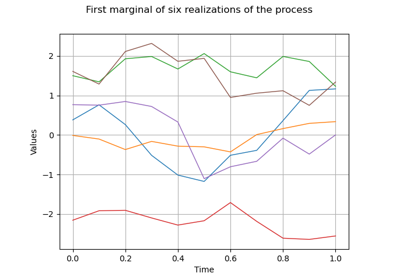 First marginal of six realizations of the process
2
1
0
−1
−2
Values
0.0 0.2 0.4 0.6 0.8 1.0
Time